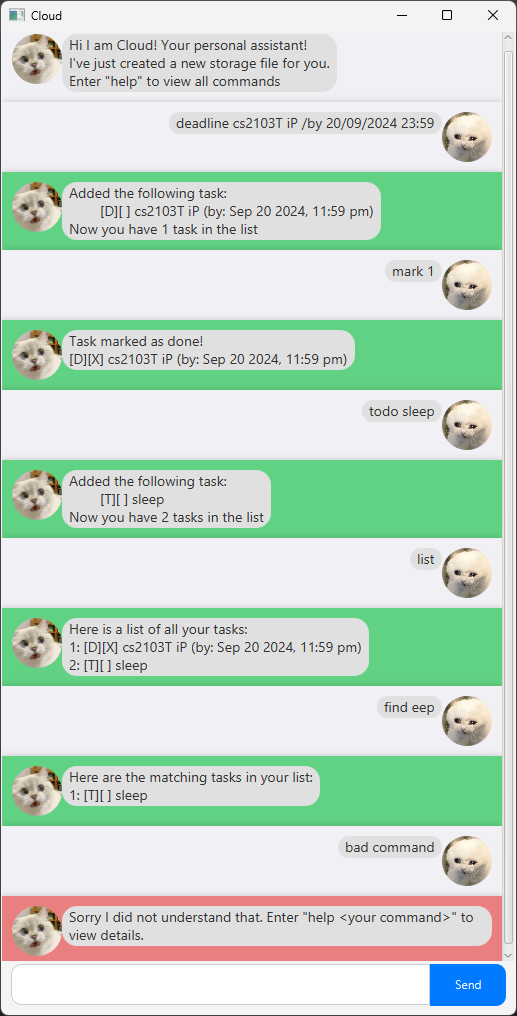 Cloud
Hi I am Cloud! Your personal assistant!
I've just created a new storage file for you.
Enter "help" to view all commands
deadline cs2103T iP /by 20/09/2024 23:59
Added the following task:
[D][ ] cs2103T iP (by: Sep 20 2024, 11:59 pm)
Now you have 1 task in the list
mark 1
Task marked as done!
[D][X] cs2103T iP (by: Sep 20 2024, 11:59 pm)
todo sleep
Added the following task:
[T][ ] sleep
Now you have 2 tasks in the list
list
Here is a list of all your tasks:
1: [D][X] cs2103T iP (by: Sep 20 2024, 11:59 pm)
2: [T][ ] sleep
find eep
Here are the matching tasks in your list:
1: [T][ ] sleep
bad command
Sorry I did not understand that. Enter "help <your command>" to
view details.
Send